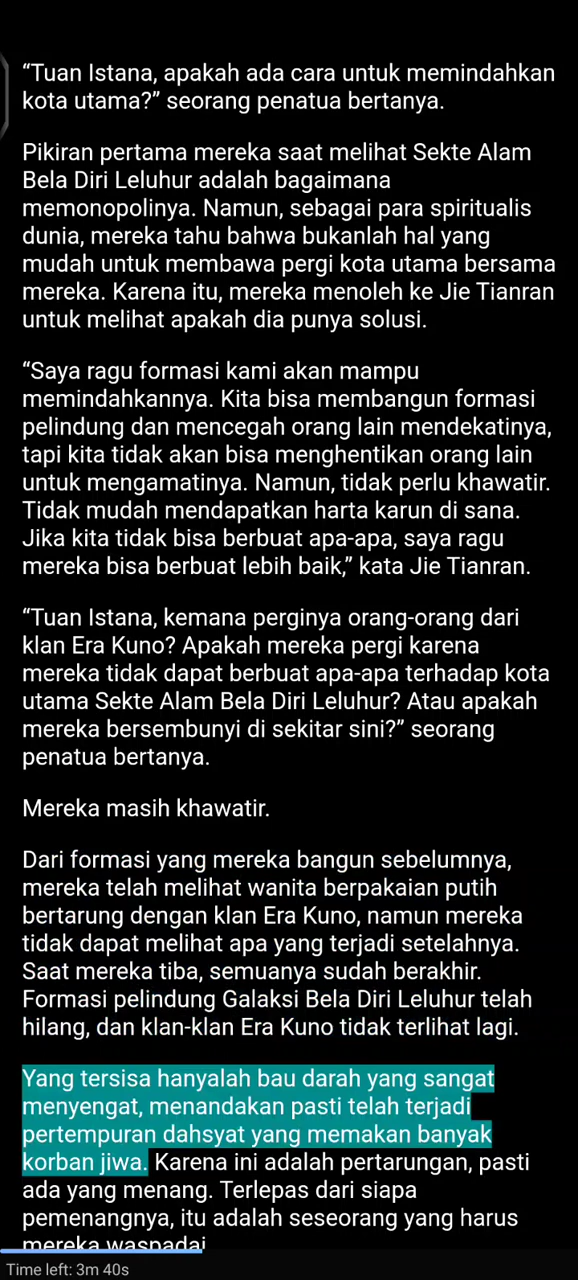 “Tuan Istana, apakah ada cara untuk memindahkan
kota utama?” seorang penatua bertanya.
Pikiran pertama mereka saat melihat Sekte Alam
Bela Diri Leluhur adalah bagaimana
memonopolinya. Namun, sebagai para spiritualis
dunia, mereka tahu bahwa bukanlah hal yang
mudah untuk membawa pergi kota utama bersama
mereka. Karena itu, mereka menoleh ke Jie Tianran
untuk melihat apakah dia punya solusi.
“Saya ragu formasi kami akan mampu
memindahkannya. Kita bisa membangun formasi
pelindung dan mencegah orang lain mendekatinya,
tapi kita tidak akan bisa menghentikan orang lain
untuk mengamatinya. Namun, tidak perlu khawatir.
Tidak mudah mendapatkan harta karun di sana.
Jika kita tidak bisa berbuat apa-apa, saya ragu
mereka bisa berbuat lebih baik,” kata Jie Tianran.
“Tuan Istana, kemana perginya orang-orang dari
klan Era Kuno? Apakah mereka pergi karena
mereka tidak dapat berbuat apa-apa terhadap kota
utama Sekte Alam Bela Diri Leluhur? Atau apakah
mereka bersembunyi di sekitar sini?” seorang
penatua bertanya.
Mereka masih khawatir.
Dari formasi yang mereka bangun sebelumnya,
mereka telah melihat wanita berpakaian putih
bertarung dengan klan Era Kuno, namun mereka
tidak dapat melihat apa yang terjadi setelahnya.
Saat mereka tiba, semuanya sudah berakhir.
Formasi pelindung Galaksi Bela Diri Leluhur telah
hilang, dan klan-klan Era Kuno tidak terlihat lagi.
Yang tersisa hanyalah bau darah yang sangat
menyengat, menandakan pasti telah terjadi
pertempuran dahsyat yang memakan banyak
korban jiwa. Karena ini adalah pertarungan, pasti
ada yang menang. Terlepas dari siapa
pemenangnya, itu adalah seseorang yang harus
mereka waspadai
Time left: 3m 40s